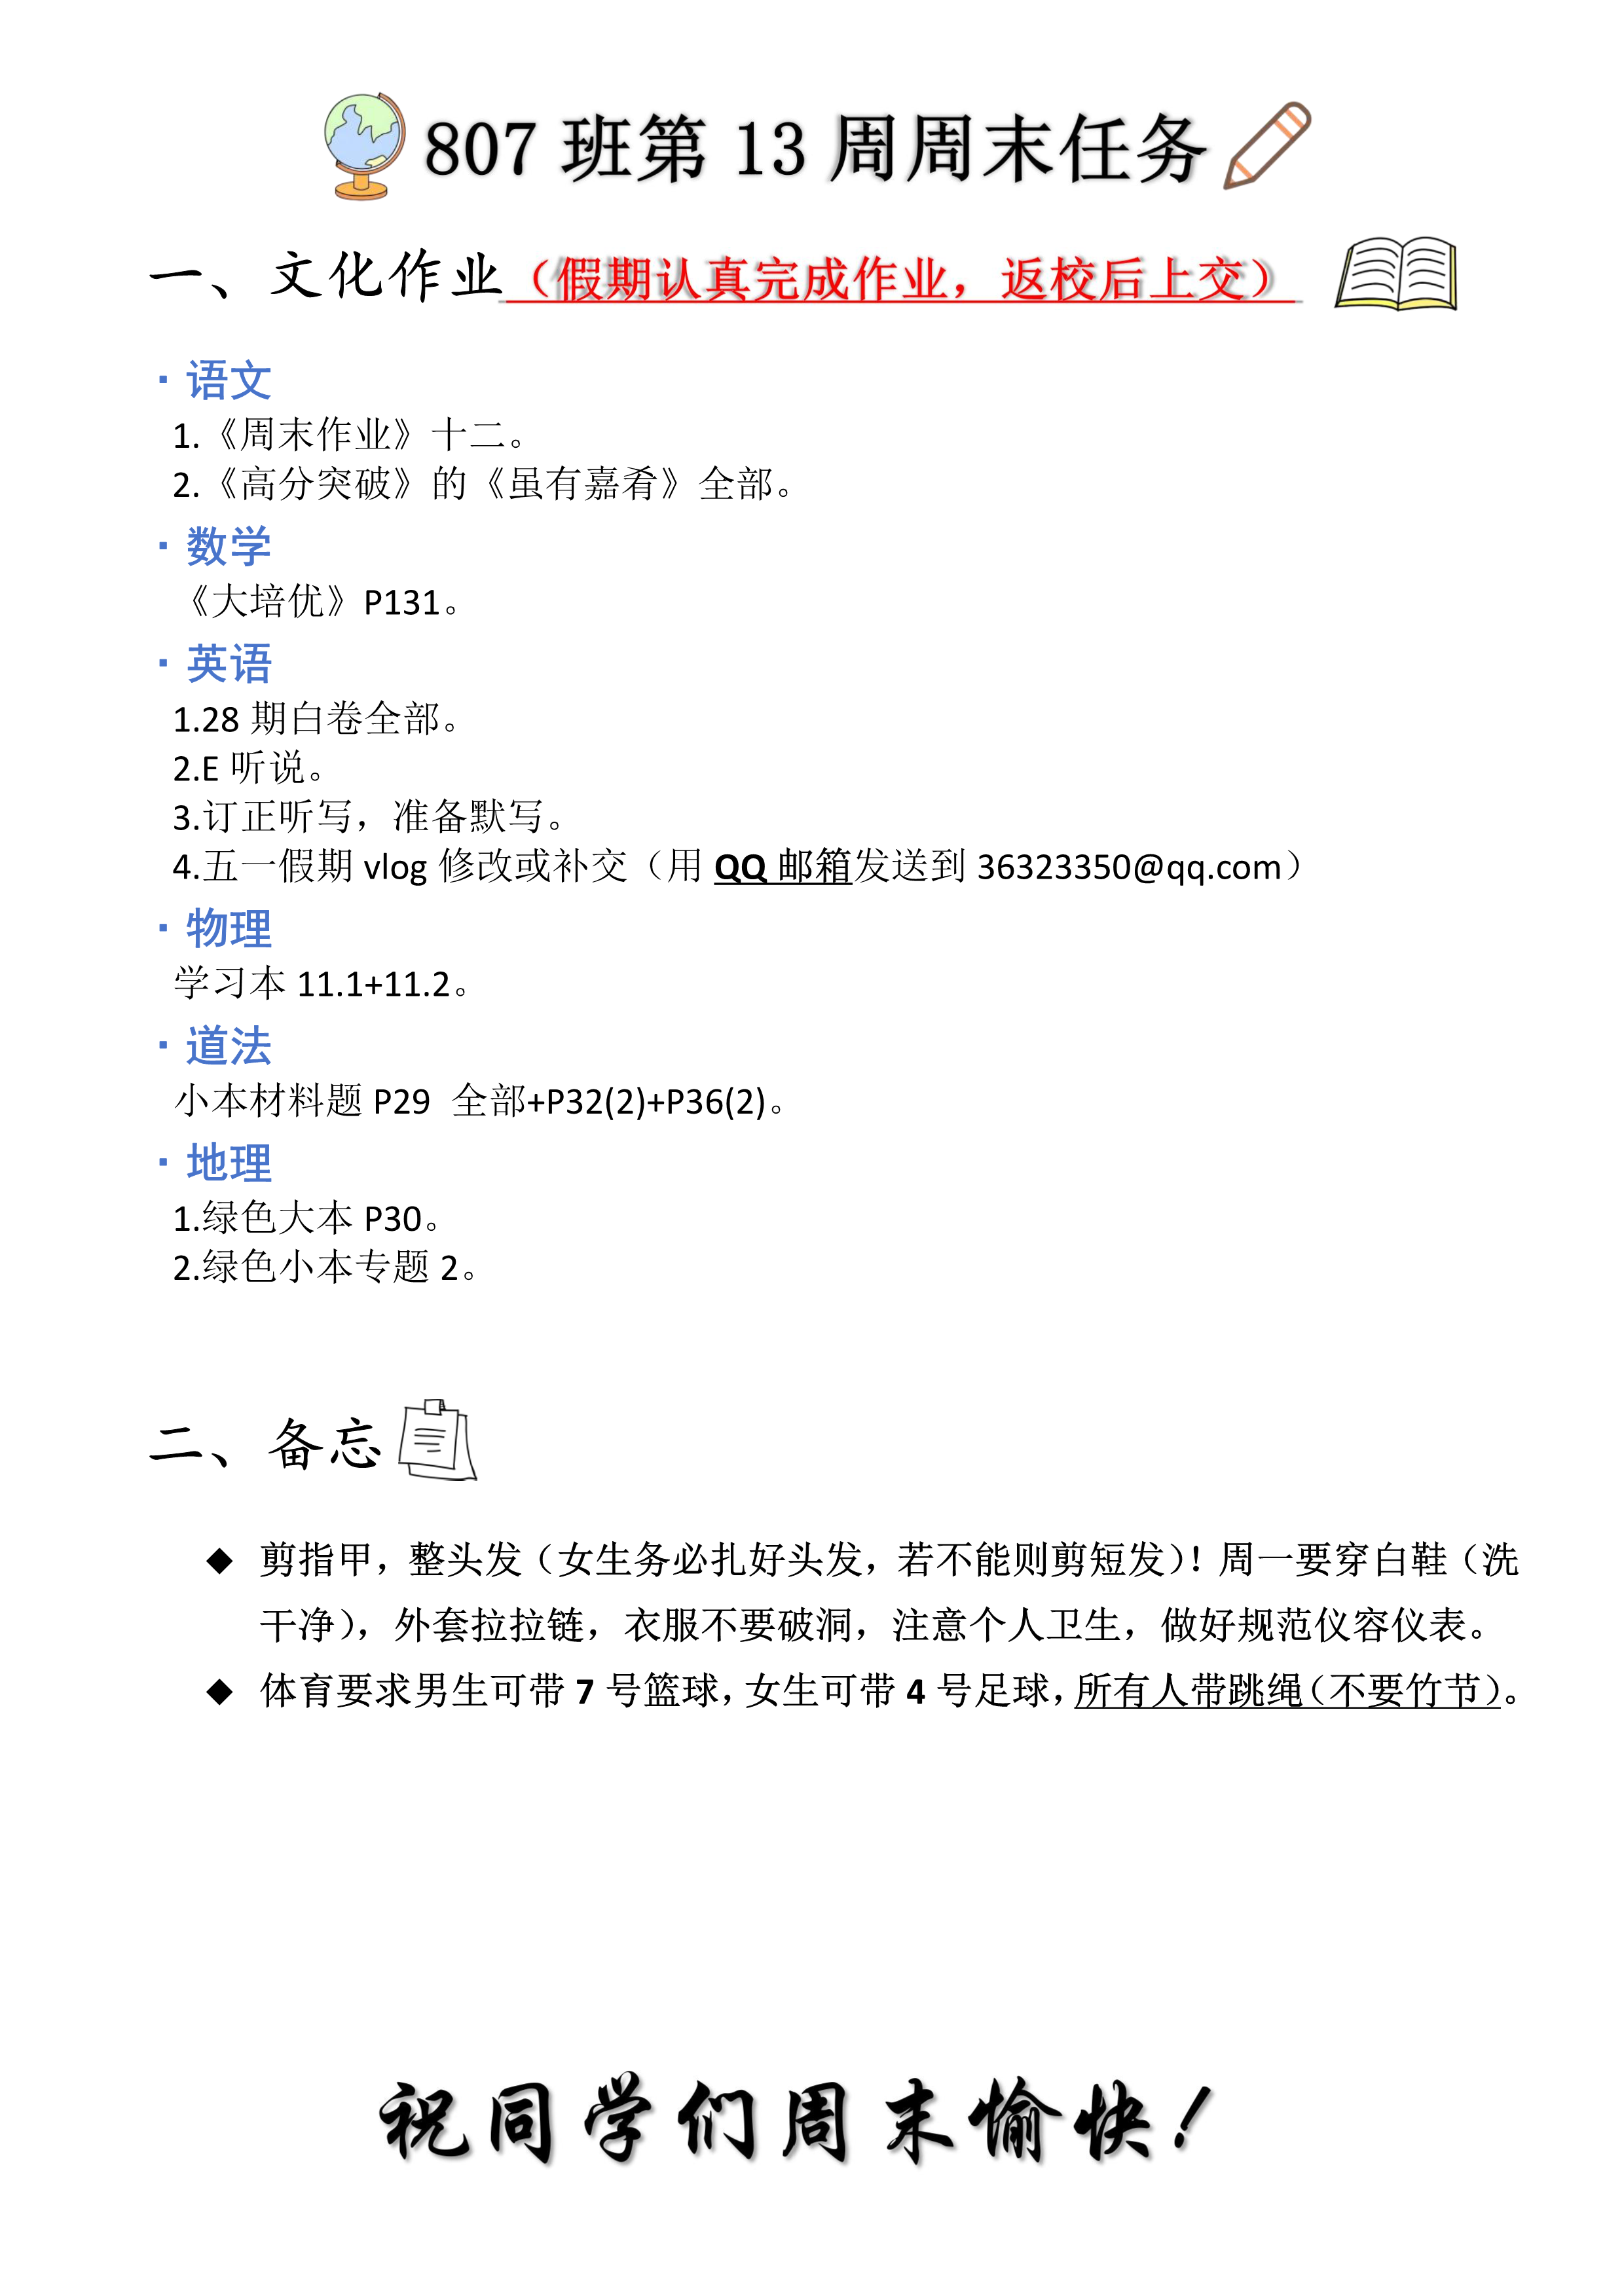 807 班第 13 周周末任务
一、文化作业（假期认真完成作业，返校后上交）
· 语文
1.《周末作业》十二。
2.《高分突破》的《虽有嘉肴》全部。
· 数学
《大培优》P131。
· 英语
1.28 期白卷全部。
2.E 听说。
3.订正听写，准备默写。
4.五一假期 vlog 修改或补交（用 QQ 邮箱发送到 36323350@qq.com）
· 物理
学习本 11.1+11.2。
· 道法
小本材料题 P29 全部+P32(2)+P36(2)。
· 地理
1.绿色大本 P30。
2.绿色小本专题 2。
二、备忘
◆ 剪指甲，整头发（女生务必扎好头发，若不能则剪短发）！周一要穿白鞋（洗
干净），外套拉拉链，衣服不要破洞，注意个人卫生，做好规范仪容仪表。
◆ 体育要求男生可带 7 号篮球，女生可带 4 号足球，所有人带跳绳（不要竹节）。
祝同学们周末愉快！